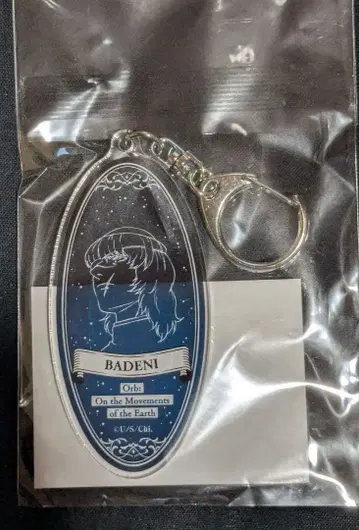 BADENI
Orb:
On the Movements
of the Earth
©U/S/Chi.